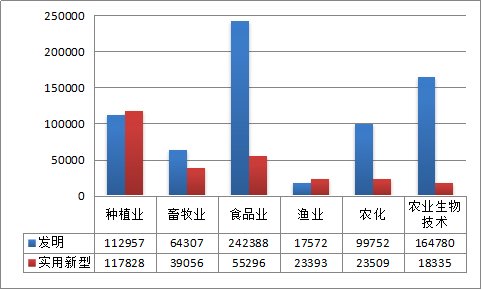 250000
200000
150000
100000
50000
0
种植业 畜牧业 食品业 渔业 农化 农业生物
技术
发明 112957 64307 242388 17572 99752 164780
实用新型 117828 39056 55296 23393 23509 18335